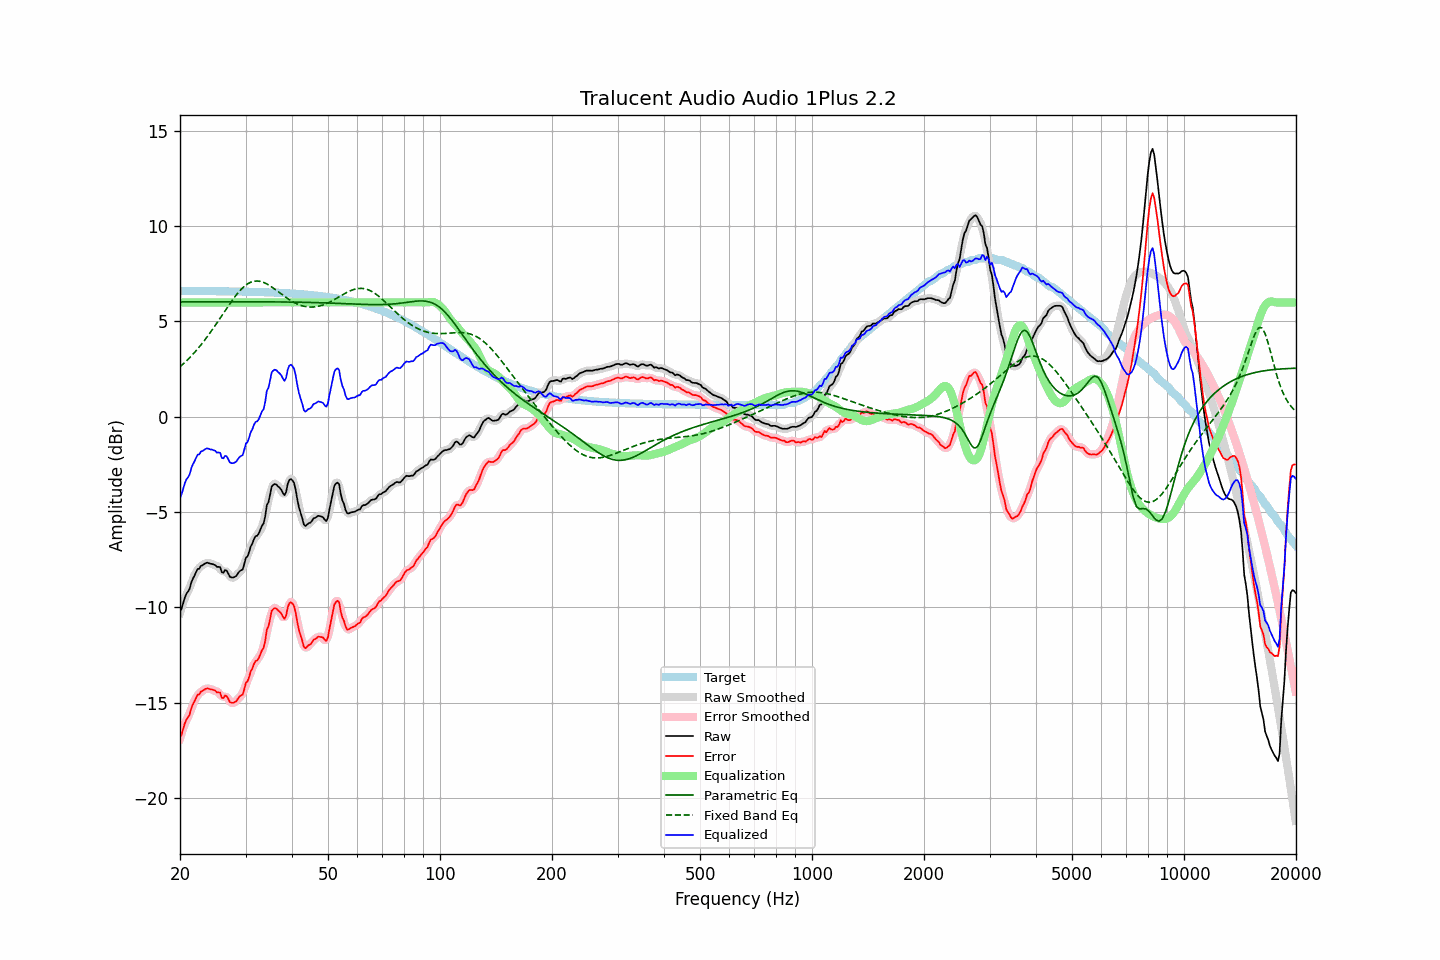 Tralucent Audio Audio 1Plus 2.2
Amplitude (dBr)
15
10
5
0
−5
−10
−15
−20
Target
Raw Smoothed
Error Smoothed
Raw
Error
Equalization
Parametric Eq
Fixed Band Eq
Equalized
20 50 100 200 500 1000 2000 5000 10000 20000
Frequency (Hz)